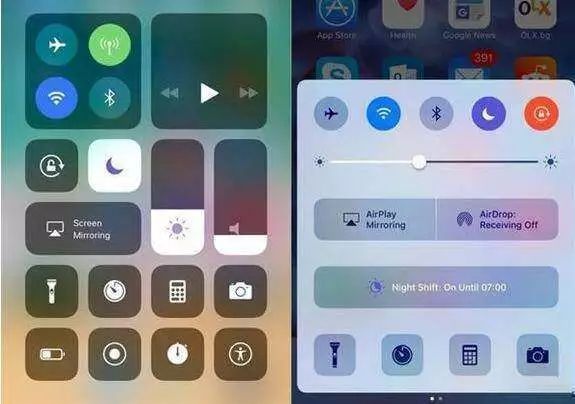 Screen
Mirroring
App Store
Health
Google News
OLX.bg
OLX
391
AirPlay
Mirroring
AirDrop:
Receiving Off
Night Shift: On Until 07:00